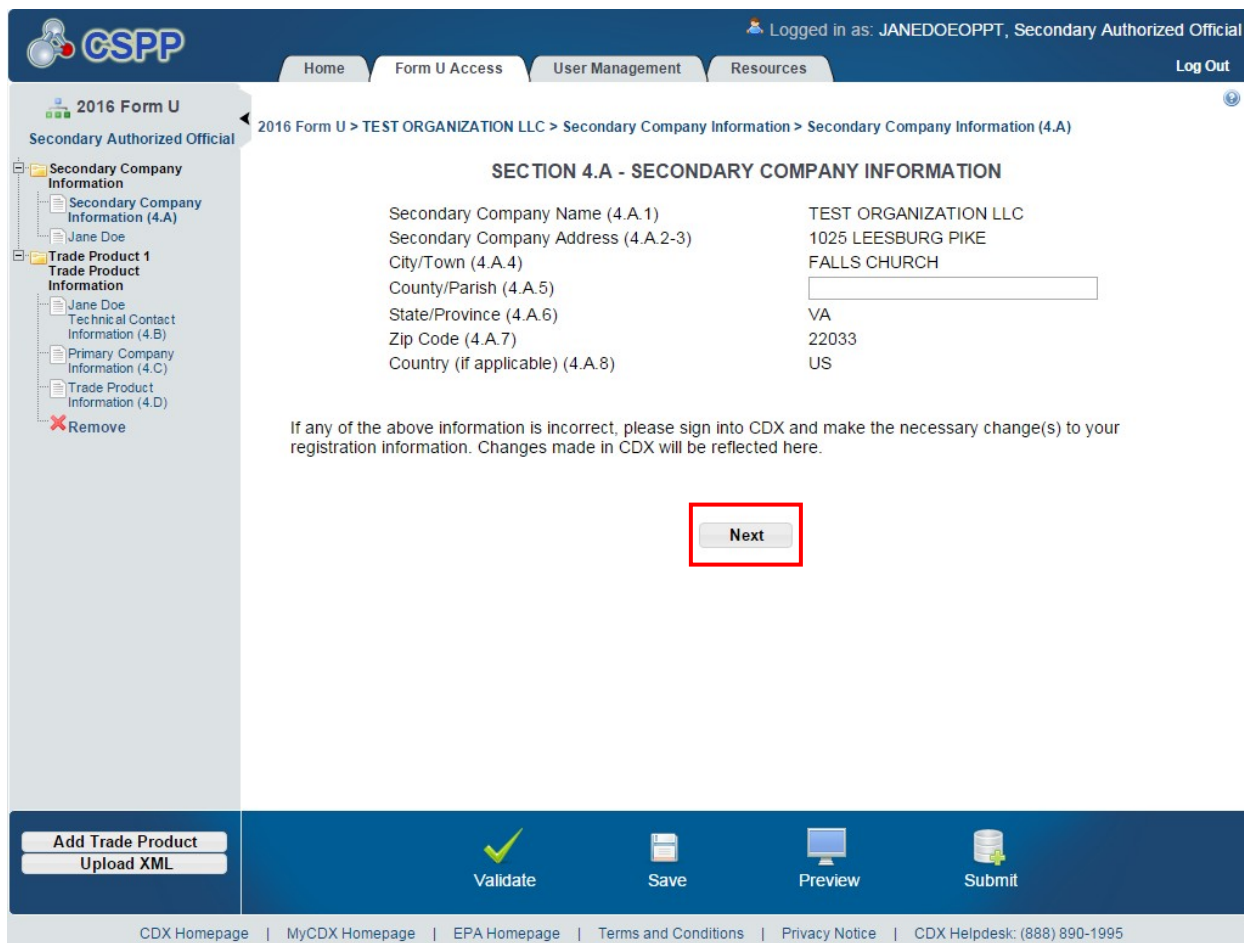 CSPP
Logged in as: JANEDOEOPPT, Secondary Authorized Official
Home Form U Access User Management Resources Log Out
2016 Form U
Secondary Authorized Official
Secondary Company
Information
Secondary Company
Information (4.A)
Jane Doe
Trade Product 1
Trade Product
Information
Jane Doe
Technical Contact
Information (4.B)
Primary Company
Information (4.C)
Trade Product
Information (4.D)
Remove
2016 Form U > TEST ORGANIZATION LLC > Secondary Company Information > Secondary Company Information (4.A)
SECTION 4.A - SECONDARY COMPANY INFORMATION
Secondary Company Name (4.A.1) TEST ORGANIZATION LLC
Secondary Company Address (4.A.2-3) 1025 LEESBURG PIKE
City/Town (4.A.4) FALLS CHURCH
County/Parish (4.A.5)
State/Province (4.A.6) VA
Zip Code (4.A.7) 22033
Country (if applicable) (4.A.8) US
If any of the above information is incorrect, please sign into CDX and make the necessary change(s) to your
registration information. Changes made in CDX will be reflected here.
Next
Add Trade Product
Upload XML
Validate Save Preview Submit
CDX Homepage | MyCDX Homepage | EPA Homepage | Terms and Conditions | Privacy Notice | CDX Helpdesk: (888) 890-1995